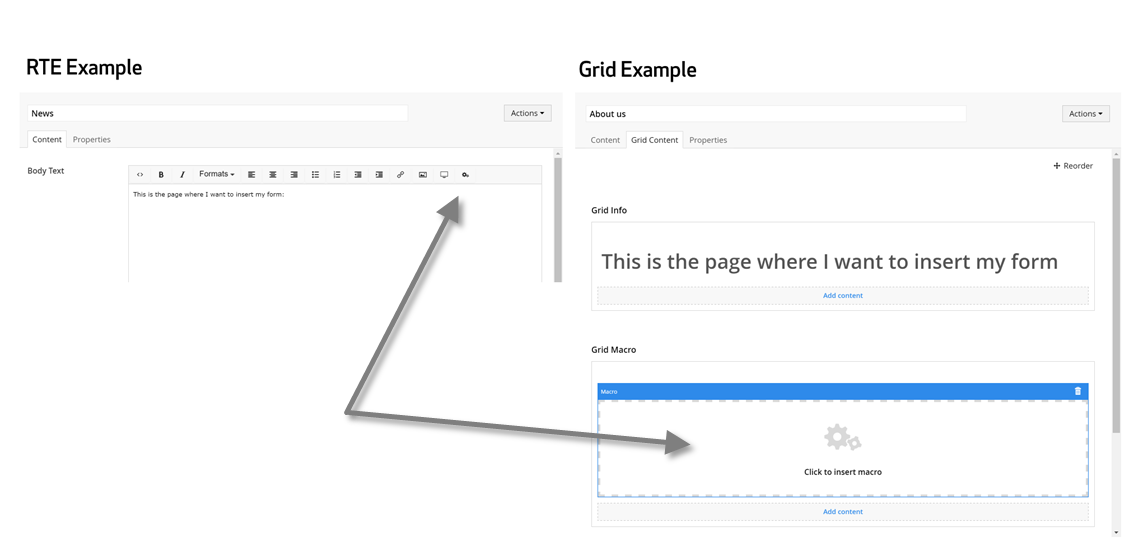 RTE Example
News
Actions
Content Properties
Body Text
<> B I Formats
This is the page where I want to insert my form:
Grid Example
About us
Actions
Content Grid Content Properties
Reorder
Grid Info
This is the page where I want to insert my form
Add content
Grid Macro
Macro
Click to insert macro
Add content